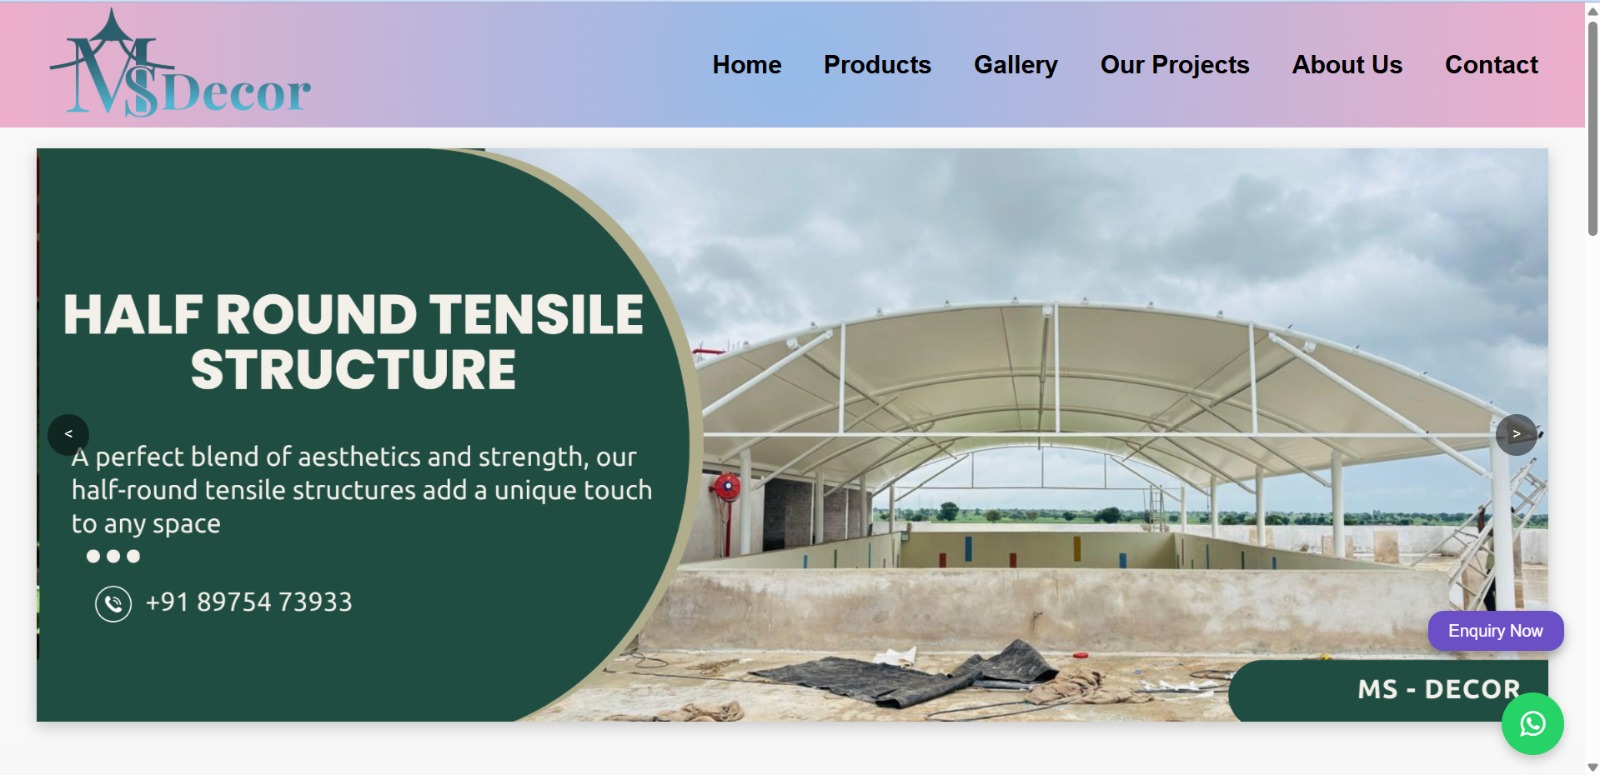 MS Decor
Home Products Gallery Our Projects About Us Contact
HALF ROUND TENSILE
STRUCTURE
<
A perfect blend of aesthetics and strength, our
half-round tensile structures add a unique touch
to any space
+91 89754 73933
>
Enquiry Now
MS - DECOR